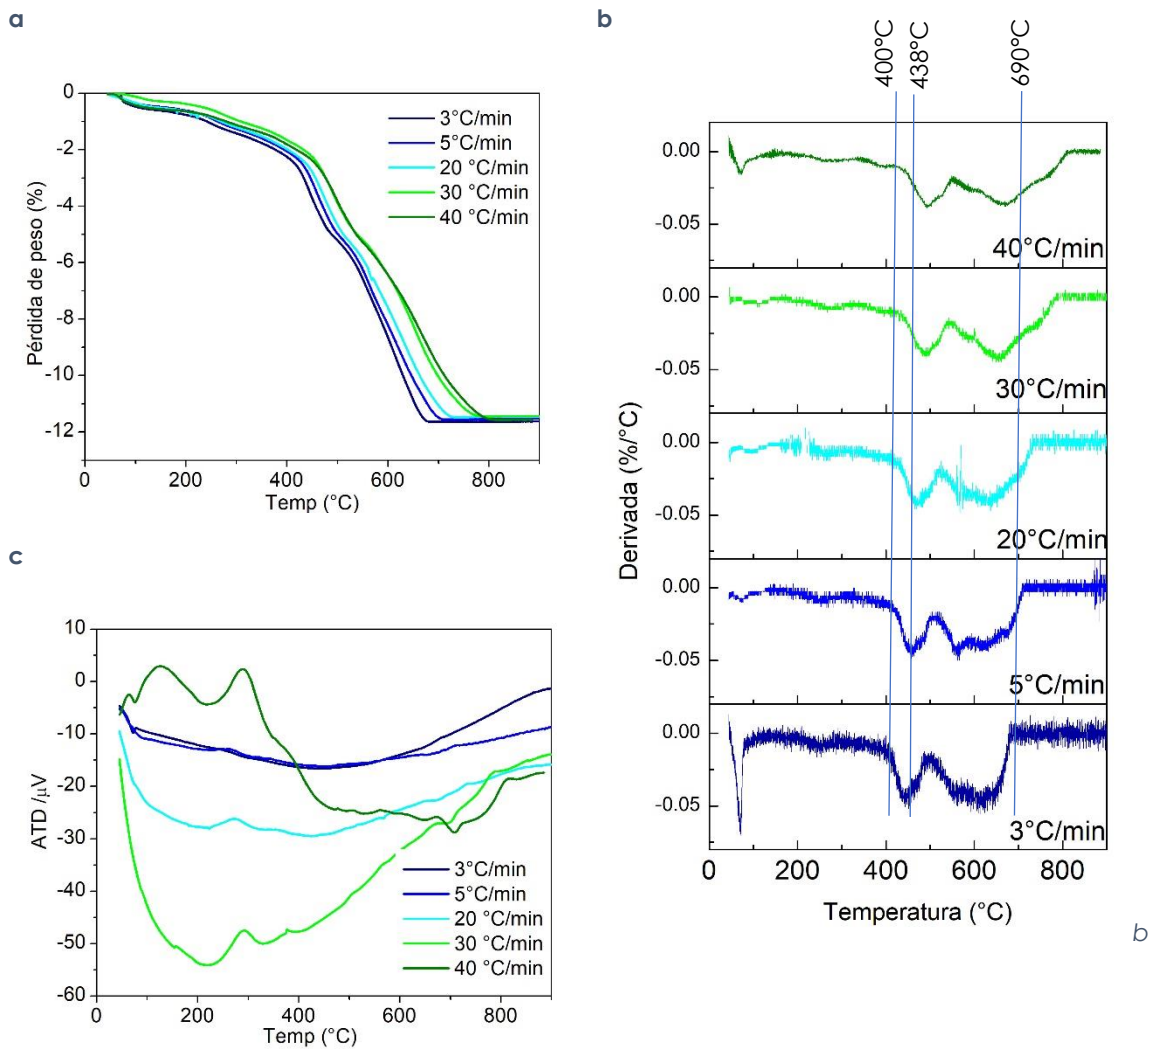 a
0
-2
-4
-6
-8
-10
-12
Pérdida de peso (%)
3°C/min
5°C/min
20 °C/min
30 °C/min
40 °C/min
0
200
400
600
800
Temp (°C)
b
400°C
438°C
690°C
0.00
-0.05
40°C/min
0.00
-0.05
30°C/min
0.00
-0.05
20°C/min
0.00
-0.05
5°C/min
0.00
-0.05
3°C/min
Derivada (%/°C)
0
200
400
600
800
Temperatura (°C)
b
c
10
0
-10
-20
-30
-40
-50
-60
ATD /µV
3°C/min
5°C/min
20 °C/min
30 °C/min
40 °C/min
0
200
400
600
800
Temp (°C)